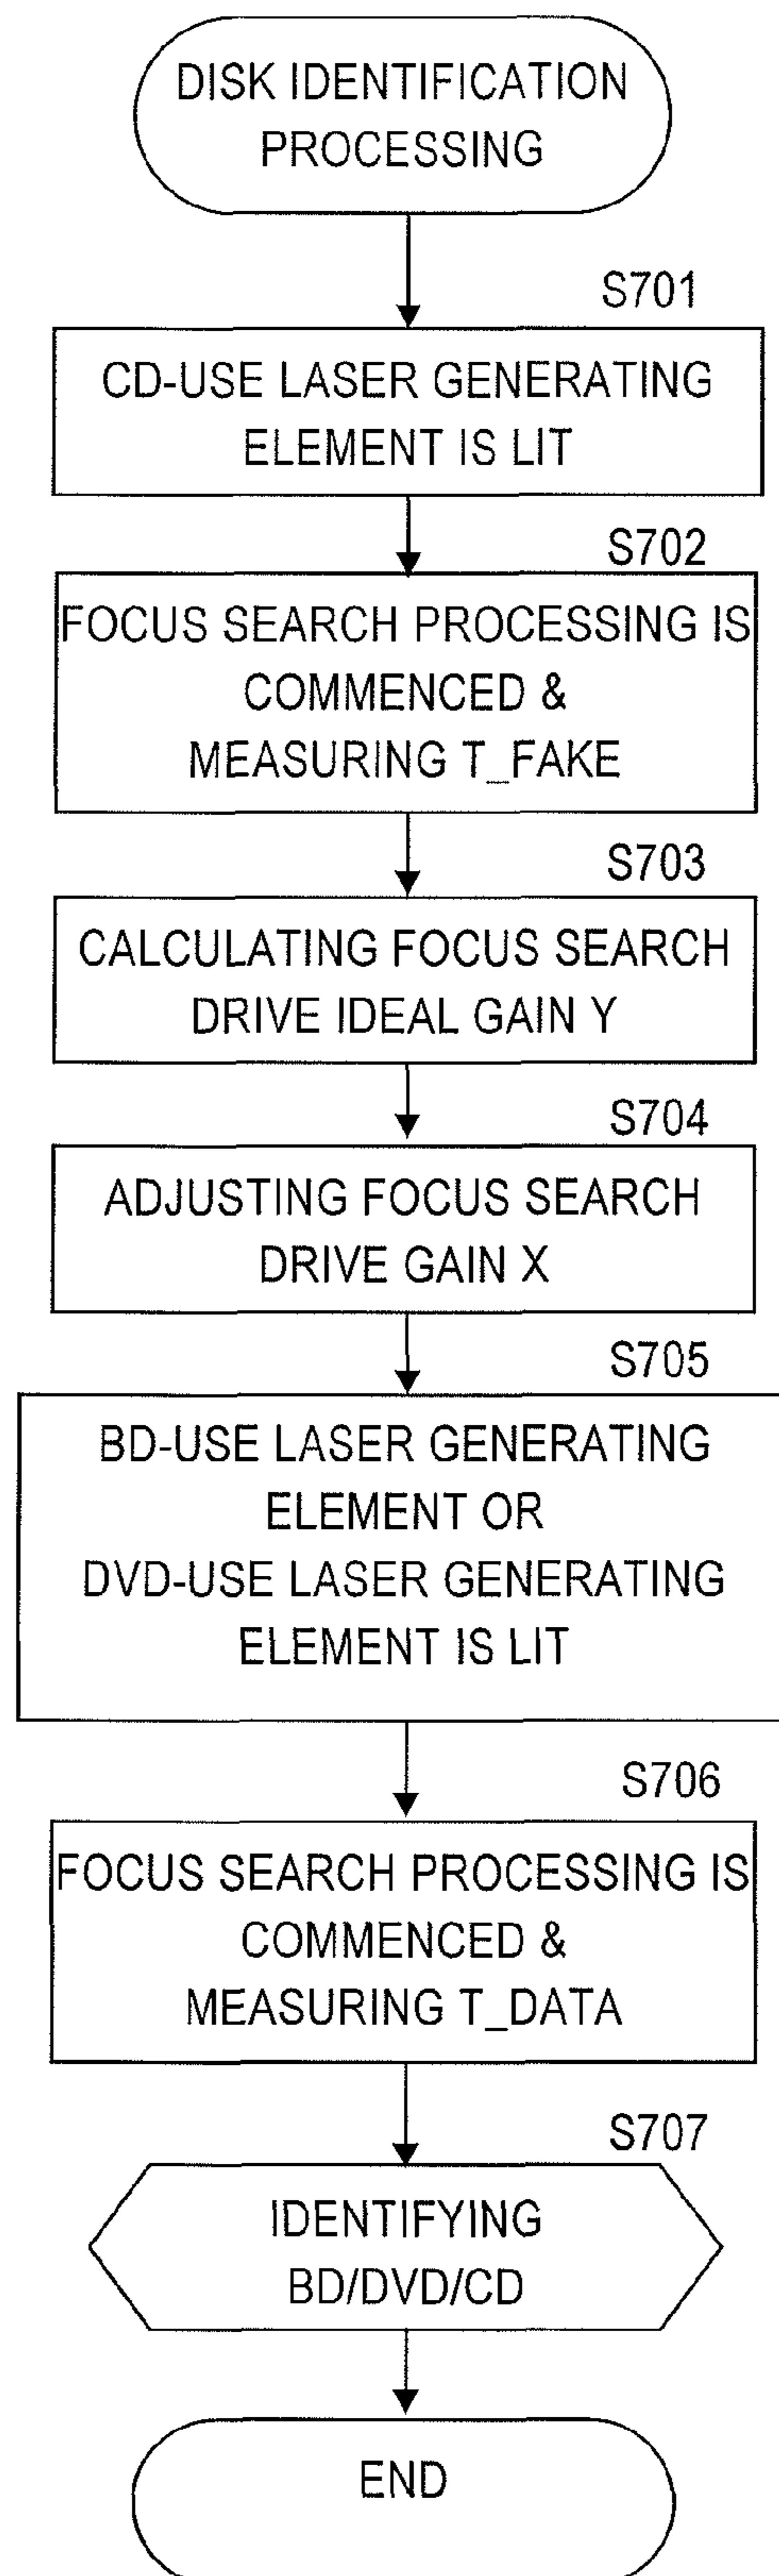 DISK IDENTIFICATION
PROCESSING
S701
CD-USE LASER GENERATING
ELEMENT IS LIT
S702
FOCUS SEARCH PROCESSING IS
COMMENCED &
MEASURING T_FAKE
S703
CALCULATING FOCUS SEARCH
DRIVE IDEAL GAIN Y
S704
ADJUSTING FOCUS SEARCH
DRIVE GAIN X
S705
BD-USE LASER GENERATING
ELEMENT OR
DVD-USE LASER GENERATING
ELEMENT IS LIT
S706
FOCUS SEARCH PROCESSING IS
COMMENCED &
MEASURING T_DATA
S707
IDENTIFYING
BD/DVD/CD
END